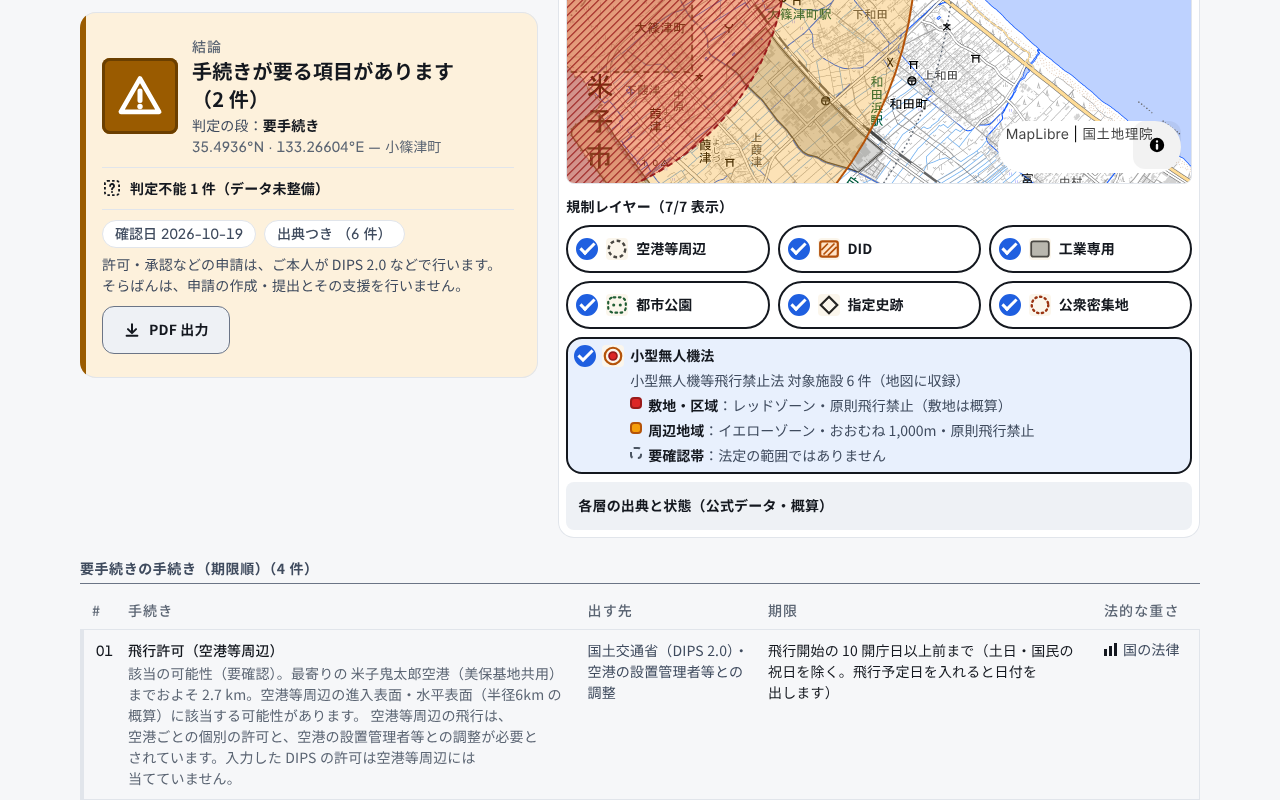 結論
手続きが要る項目があります
（2 件）
判定の段：要手続き
35.4936°N · 133.26604°E — 小篠津町
判定不能 1 件（データ未整備）
確認日 2026-10-19
出典つき （6 件）
許可・承認などの申請は、ご本人が DIPS 2.0 などで行います。
そらばんは、申請の作成・提出とその支援を行いません。
PDF 出力
大篠津町駅
下和田
大篠津町
上和田
米子市
下葭津
中原
葭津
和田浜駅
和田町
上葭津
葭津
中村
MapLibre | 国土地理院
規制レイヤー（7/7 表示）
空港等周辺
DID
工業専用
都市公園
指定史跡
公衆密集地
小型無人機法
小型無人機等飛行禁止法 対象施設 6 件（地図に収録）
敷地・区域：レッドゾーン・原則飛行禁止（敷地は概算）
周辺地域：イエローゾーン・おおむね 1,000m・原則飛行禁止
要確認帯：法定の範囲ではありません
各層の出典と状態（公式データ・概算）
要手続きの手続き（期限順）（4 件）
# 手続き 出す先 期限 法的な重さ
01 飛行許可（空港等周辺）
該当の可能性（要確認）。最寄りの 米子鬼太郎空港（美保基地共用）
までおよそ 2.7 km。空港等周辺の進入表面・水平表面（半径6km の
概算）に該当する可能性があります。 空港等周辺の飛行は、
空港ごとの個別の許可と、空港の設置管理者等との調整が必要と
されています。入力した DIPS の許可は空港等周辺には
当てていません。
国土交通省（DIPS 2.0）・
空港の設置管理者等との
調整
飛行開始の 10 開庁日以上前まで（土日・国民の
祝日を除く。飛行予定日を入れると日付を
出します）
国の法律